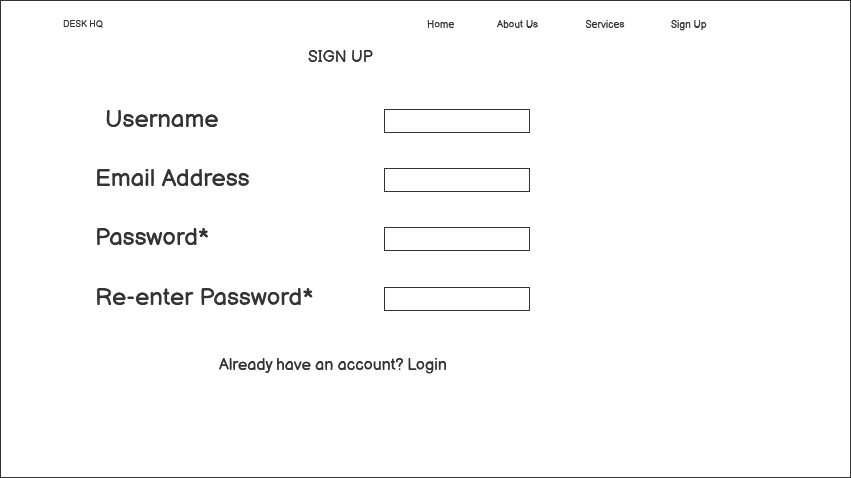 DESK HQ Home About Us Services Sign Up
SIGN UP
Username
Email Address
Password*
Re-enter Password*
Already have an account? Login